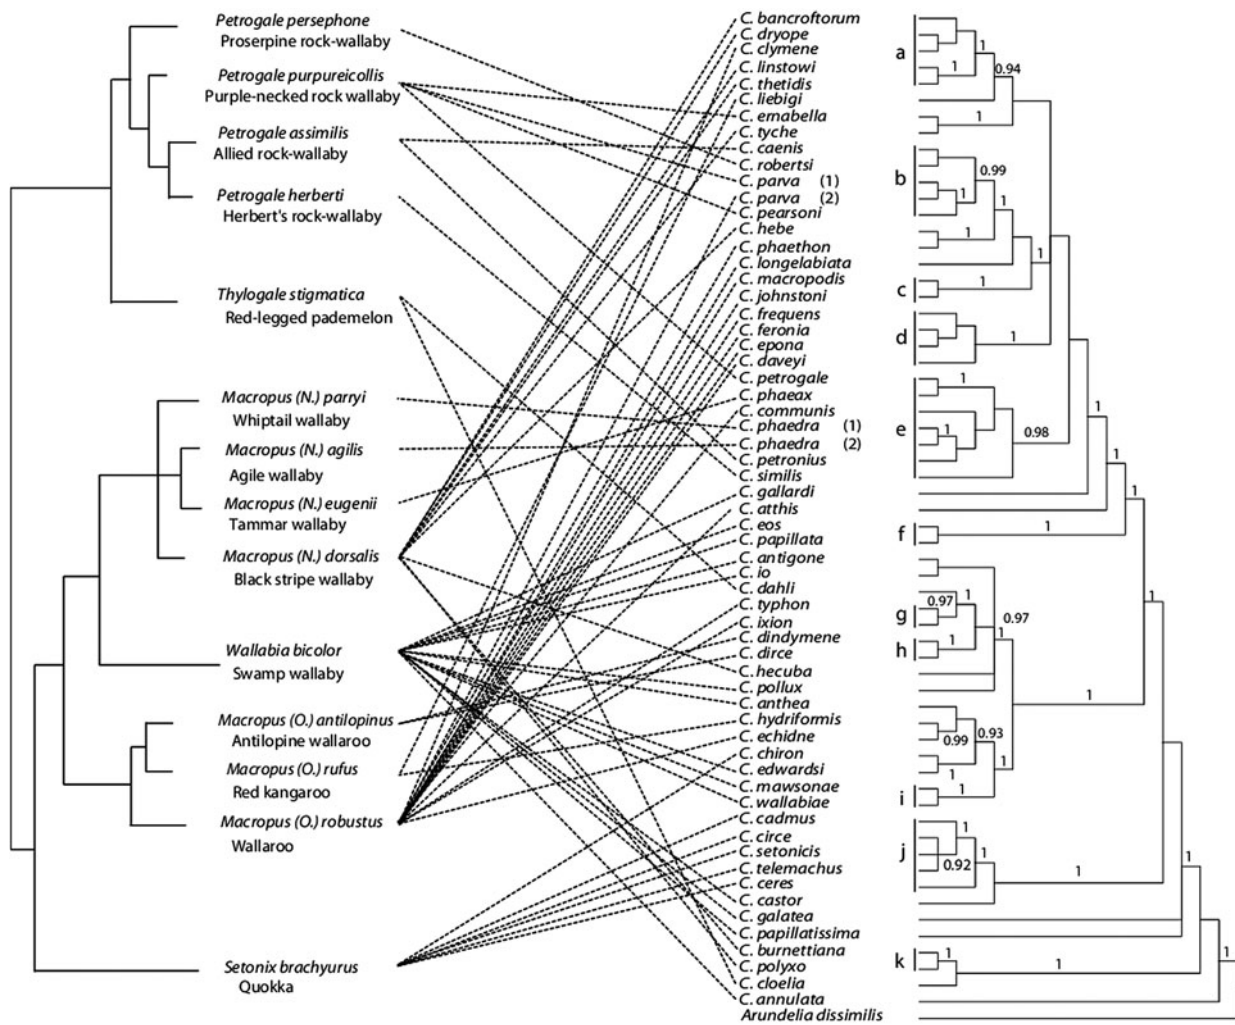 Petrogale persephone
Proserpine rock-wallaby
Petrogale purpureicollis
Purple-necked rock wallaby
Petrogale assimilis
Allied rock-wallaby
Petrogale herberti
Herbert's rock-wallaby
Thylogale stigmatica
Red-legged pademelon
Macropus (N.) parryi
Whiptail wallaby
Macropus (N.) agilis
Agile wallaby
Macropus (N.) eugenii
Tammar wallaby
Macropus (N.) dorsalis
Black stripe wallaby
Wallabia bicolor
Swamp wallaby
Macropus (O.) antilopinus
Antilopine wallaroo
Macropus (O.) rufus
Red kangaroo
Macropus (O.) robustus
Wallaroo
Setonix brachyurus
Quokka
C. bancroftorum
C. dryope
C. clymene
C. linstowi
C. thetidis
C. liebigi
C. ernabella
C. tyche
C. caenis
C. robertsi
C. parva (1)
C. parva (2)
C. pearsoni
C. hebe
C. phaethon
C. longelabiata
C. macropodis
C. johnstoni
C. frequens
C. feronia
C. epona
C. daveyi
C. petrogale
C. phaeax
C. communis
C. phaedra (1)
C. phaedra (2)
C. petronius
C. similis
C. gallardi
C. atthis
C. eos
C. papillata
C. antigone
C. io
C. dahli
C. typhon
C. ixion
C. dindymene
C. dirce
C. hecuba
C. pollux
C. anthea
C. hydriformis
C. echidne
C. chiron
C. edwardsi
C. mawsonae
C. wallabiae
C. cadmus
C. circe
C. setonicis
C. telemachus
C. ceres
C. castor
C. galatea
C. papillatissima
C. burnettiana
C. polyxo
C. cloelia
C. annulata
Arundelia dissimilis
a
1
1
0.94
1
b
0.99
1
1
1
1
c
1
d
1
1
e
1
0.98
1
1
1
f
1
1
g
0.97
1
0.97
h
1
1
1
1
0.93
0.99
1
1
i
1
j
1
1
0.92
1
1
k
1
1
1
1